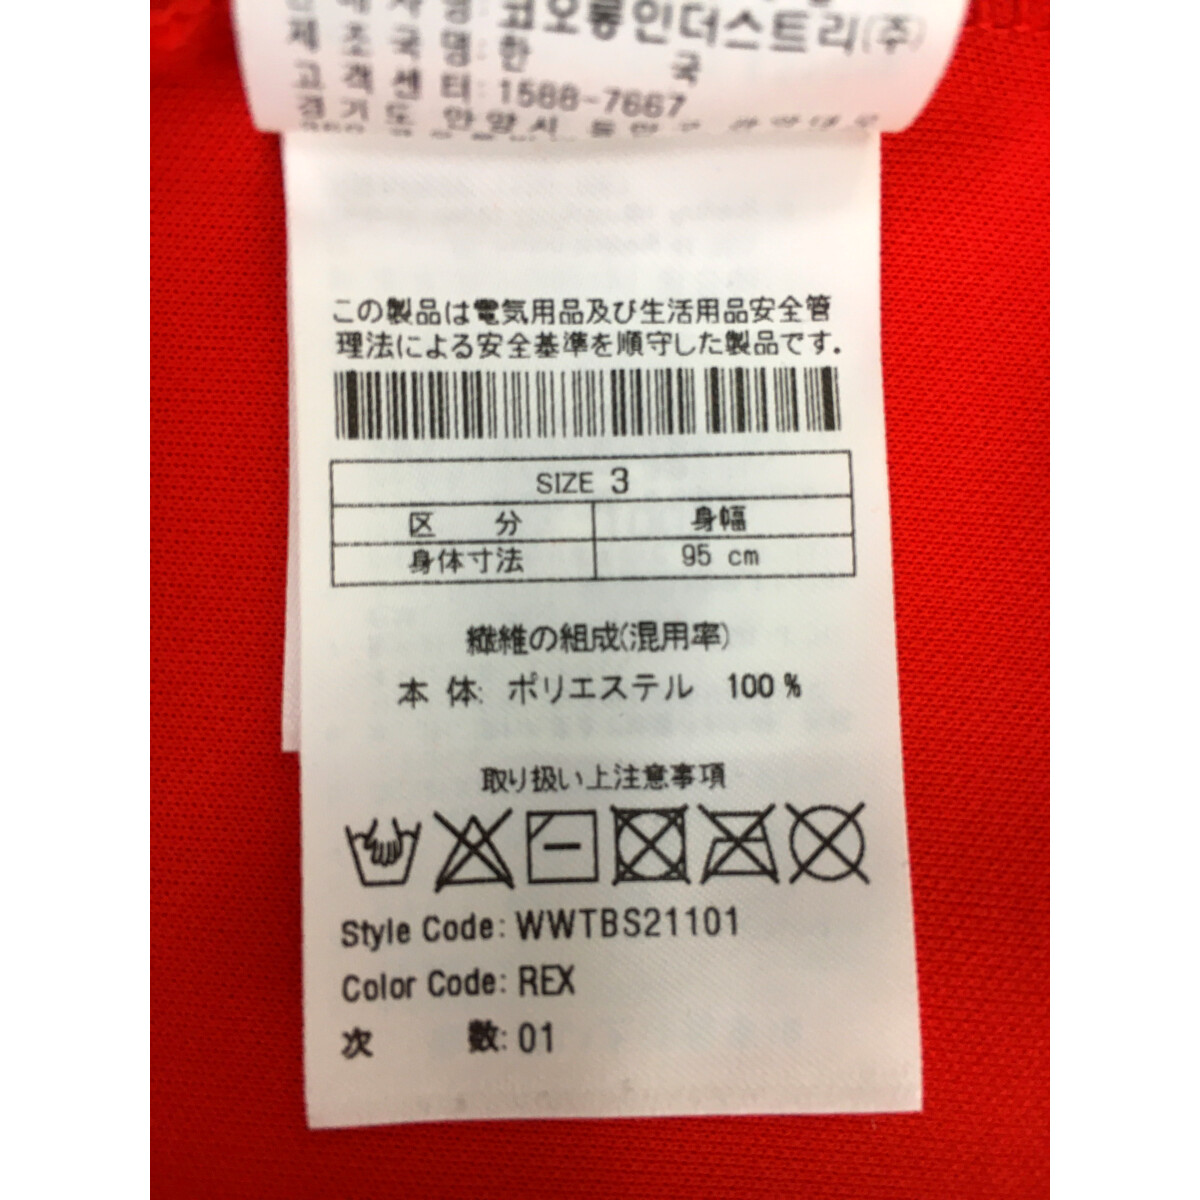 코오롱인더스트리(주)
제조국명:한 국
고객센터:1588-7667
경기도 안양시
この製品は電気用品及び生活用品安全管
理法による安全基準を順守した製品です.
SIZE 3
区 分 身幅
身体寸法 95 cm
繊維の組成(混用率)
本 体: ポリエステル 100 %
取り扱い上注意事項
Style Code: WWTBS21101
Color Code: REX
次 数: 01